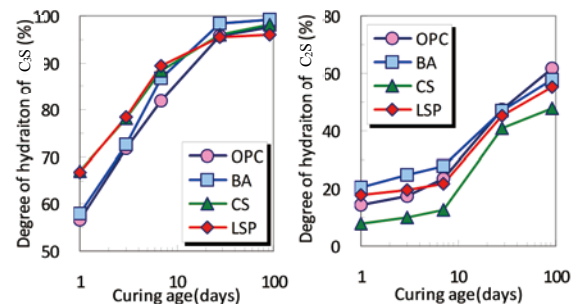 Degree of hydraiton of C₃S (%)
100
90
80
70
60
50
OPC
BA
CS
LSP
1
10
100
Curing age(days)
Degree of hydraiton of C₂S (%)
80
60
40
20
0
OPC
BA
CS
LSP
1
10
100
Curing age(days)